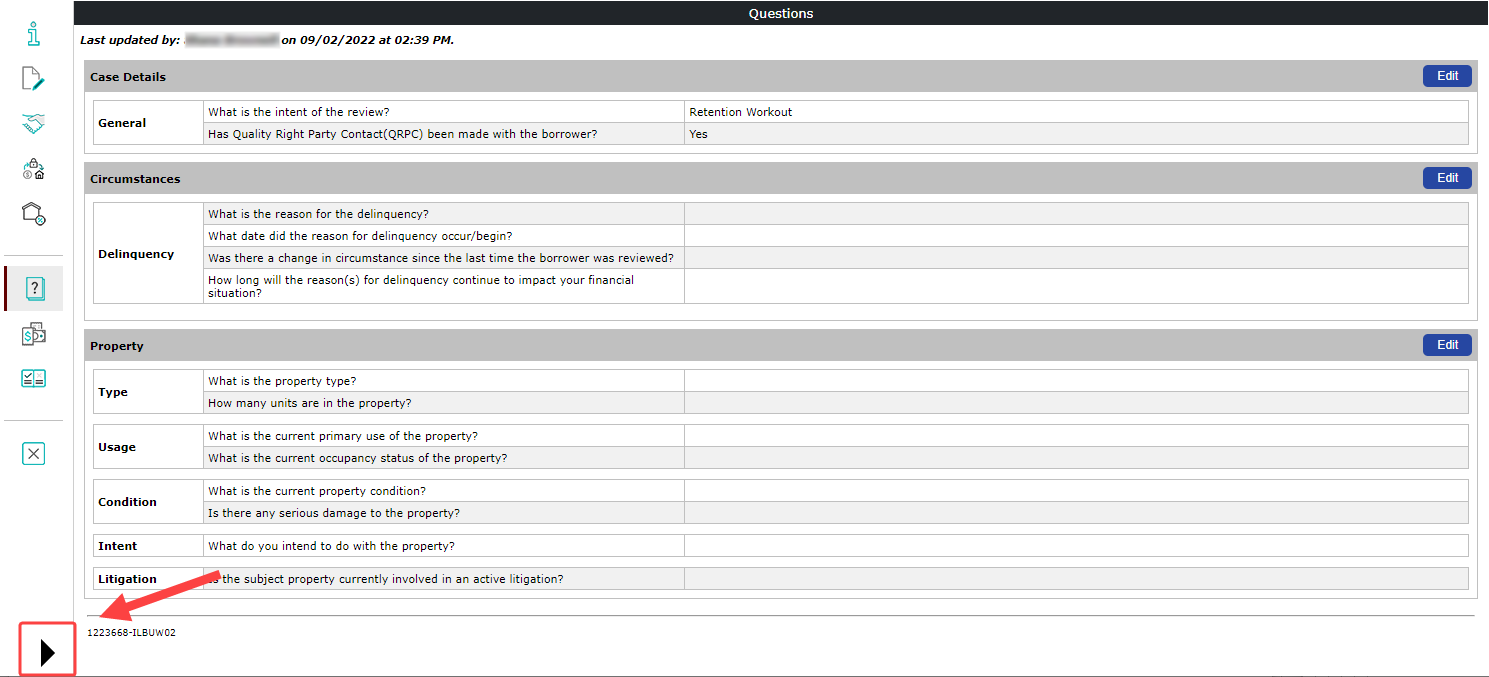 Questions
Last updated by: on 09/02/2022 at 02:39 PM.
Case Details
Edit
General
What is the intent of the review?
Retention Workout
Has Quality Right Party Contact(QRPC) been made with the borrower?
Yes
Circumstances
Edit
Delinquency
What is the reason for the delinquency?
What date did the reason for delinquency occur/begin?
Was there a change in circumstance since the last time the borrower was reviewed?
How long will the reason(s) for delinquency continue to impact your financial
situation?
Property
Edit
Type
What is the property type?
How many units are in the property?
Usage
What is the current primary use of the property?
What is the current occupancy status of the property?
Condition
What is the current property condition?
Is there any serious damage to the property?
Intent
What do you intend to do with the property?
Litigation
Is the subject property currently involved in an active litigation?
1223668-ILBUW02